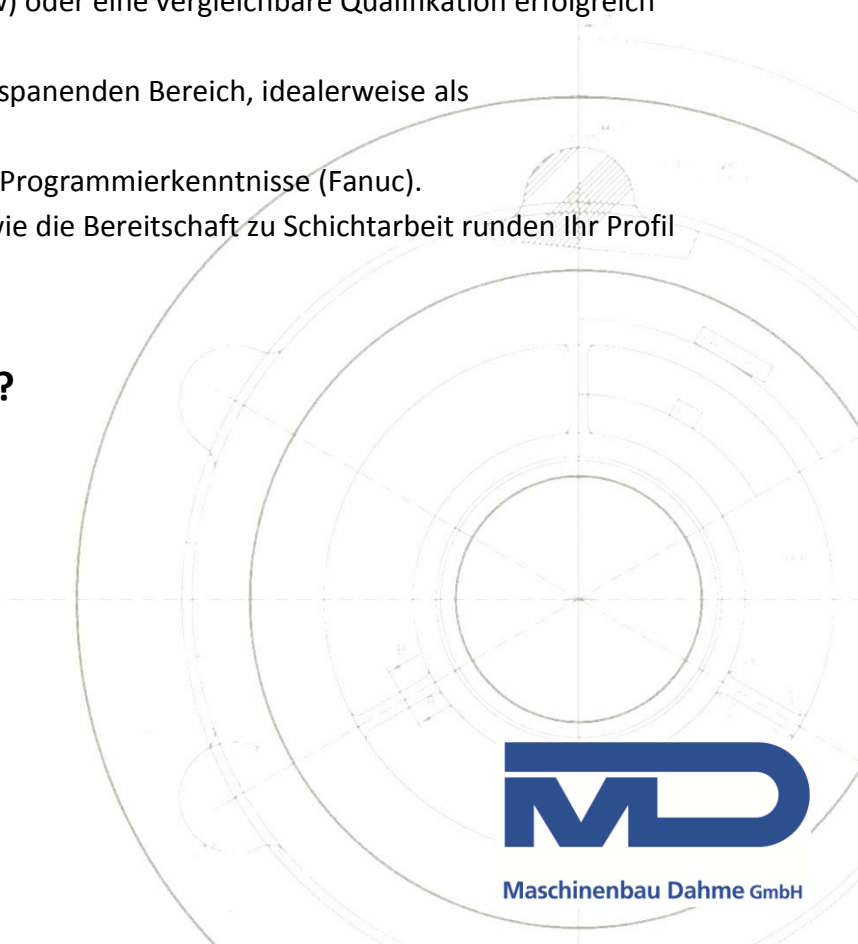 ) oder eine vergleichbare Qualifikation erfolgreich
spanenden Bereich, idealerweise als
Programmierkenntnisse (Fanuc).
die Bereitschaft zu Schichtarbeit runden Ihr Profil
?
MD
Maschinenbau Dahme GmbH